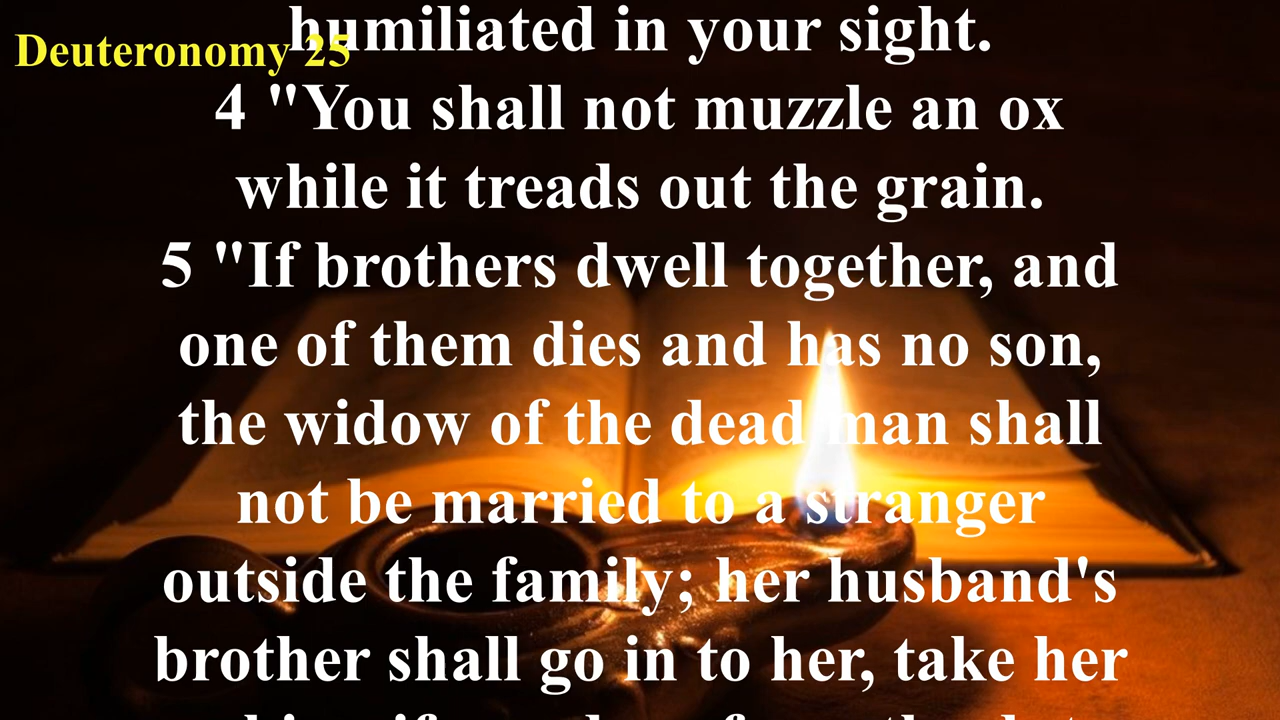 humiliated in your sight.
Deuteronomy 25
4 "You shall not muzzle an ox
while it treads out the grain.
5 "If brothers dwell together, and
one of them dies and has no son,
the widow of the dead man shall
not be married to a stranger
outside the family; her husband's
brother shall go in to her, take her